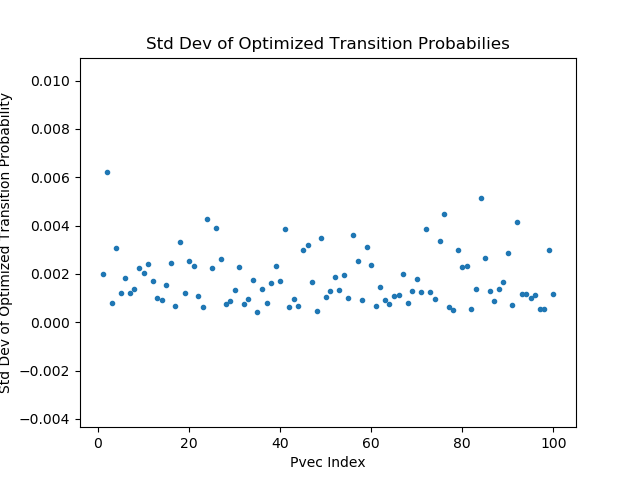 Std Dev of Optimized Transition Probabilies
Std Dev of Optimized Transition Probability
0.010
0.008
0.006
0.004
0.002
0.000
−0.002
−0.004
0 20 40 60 80 100
Pvec Index